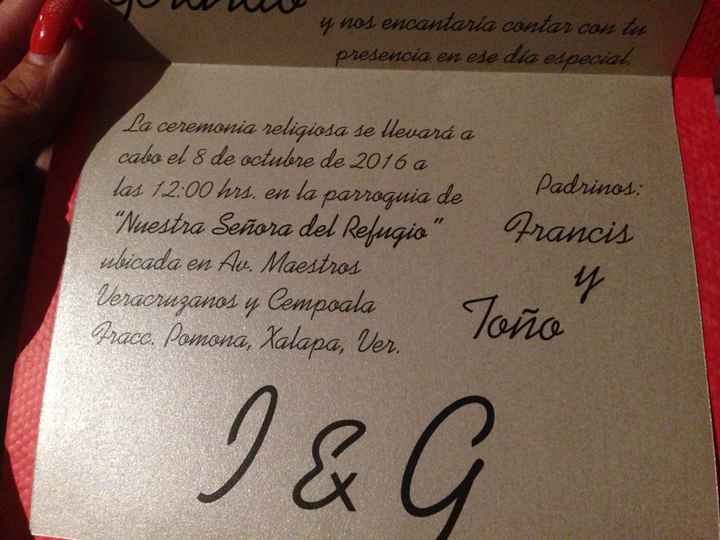 y nos encantaría contar con tu
presencia en ese día especial.
La ceremonia religiosa se llevará a
cabo el 8 de octubre de 2016 a
las 12:00 hrs. en la parroquia de
"Nuestra Señora del Refugio"
ubicada en Av. Maestros
Veracruzanos y Cempoala
Fracc. Pomona, Xalapa, Ver.
Padrinos:
Francis
y
Toño
I & G